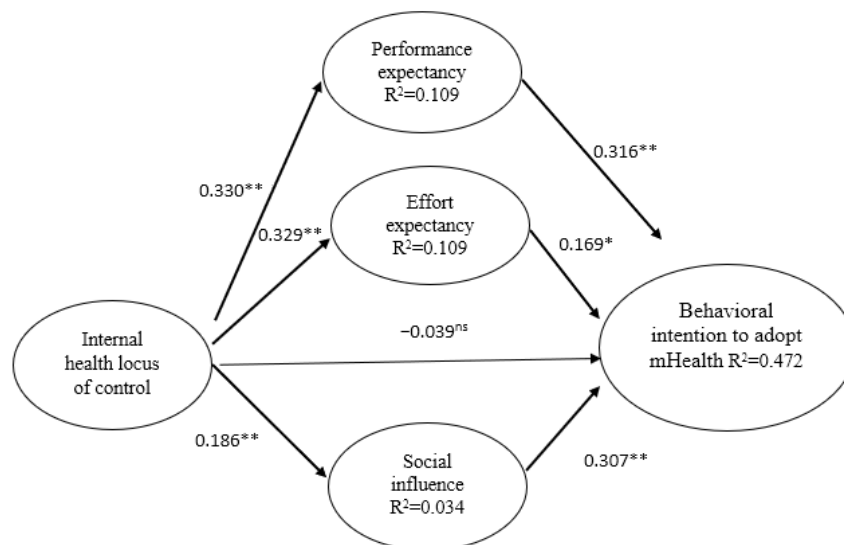 Performance
expectancy
R²=0.109
0.316**
0.330**
Effort
expectancy
R²=0.109
0.329**
0.169*
Behavioral
intention to adopt
mHealth R²=0.472
−0.039ⁿˢ
Internal
health locus
of control
0.186**
Social
influence
R²=0.034
0.307**